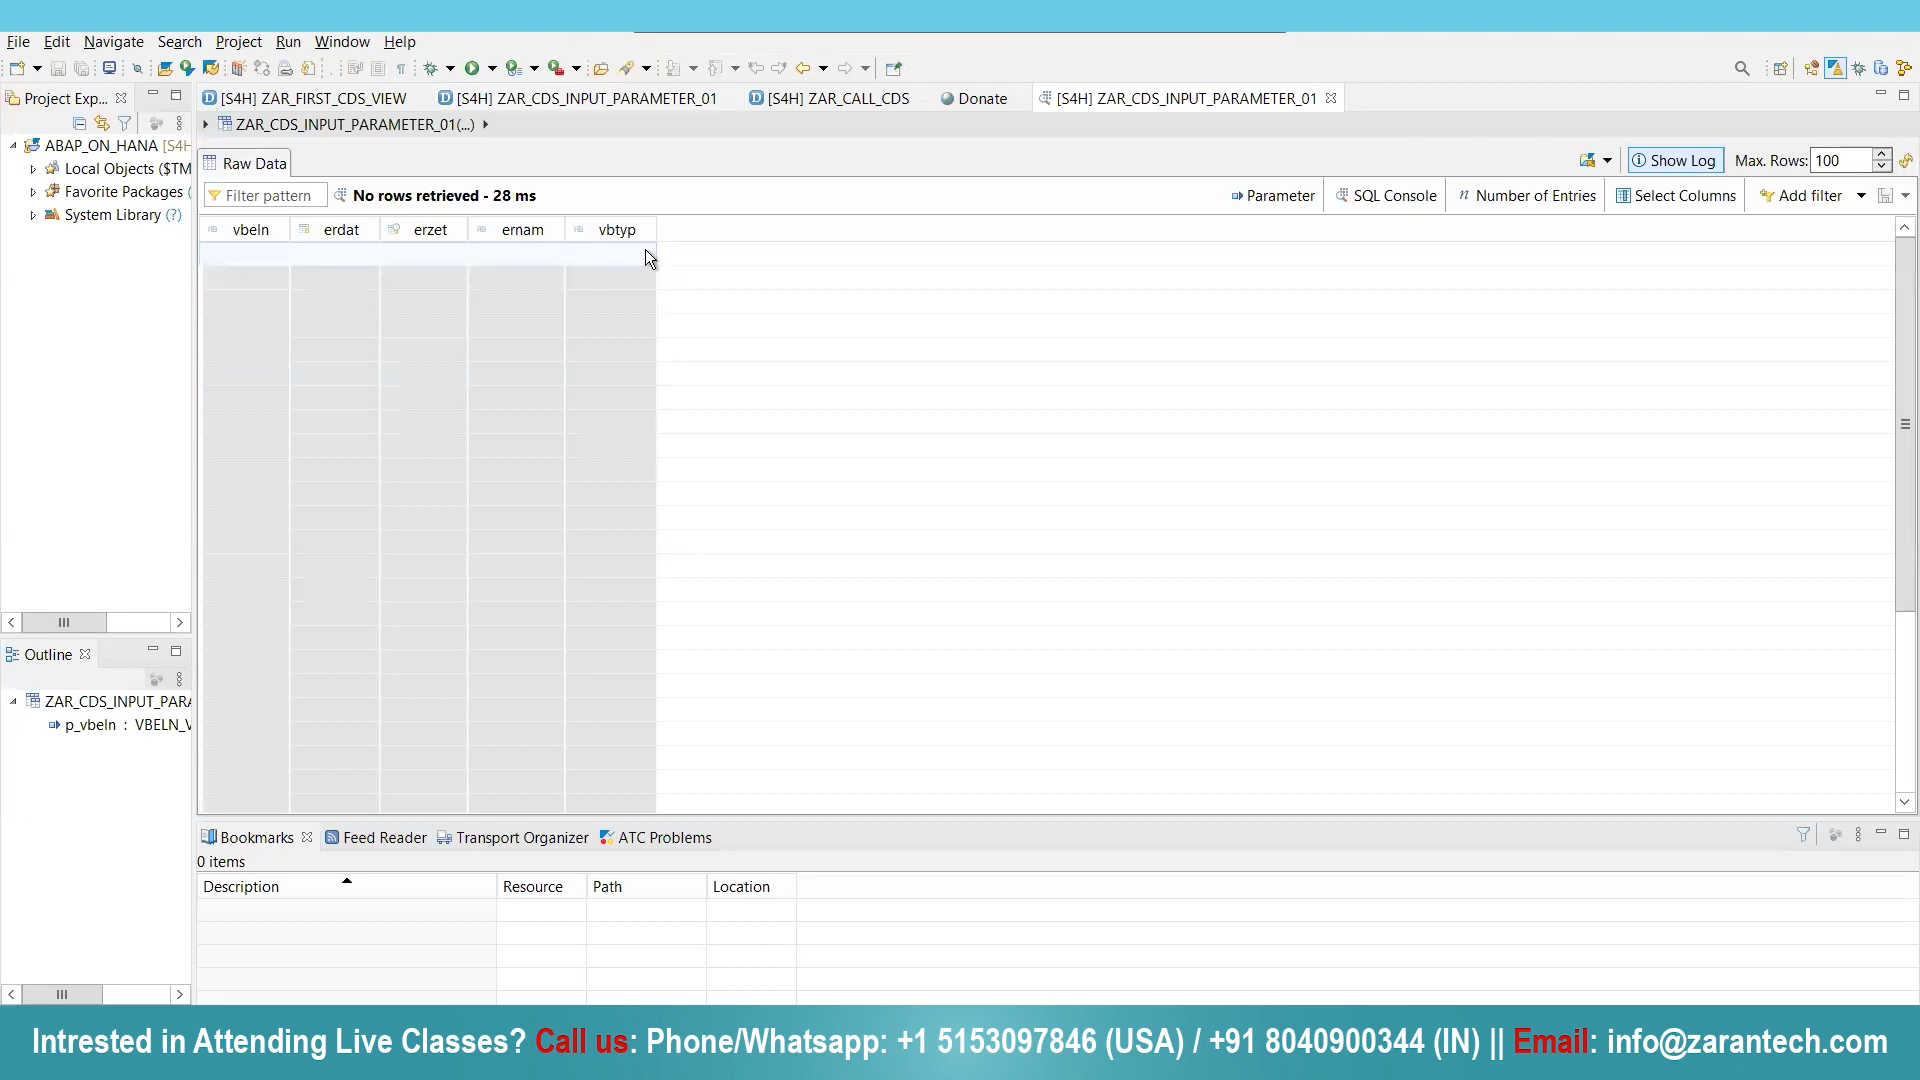 File Edit Navigate Search Project Run Window Help
Project Exp...
[S4H] ZAR_FIRST_CDS_VIEW
[S4H] ZAR_CDS_INPUT_PARAMETER_01
[S4H] ZAR_CALL_CDS
Donate
[S4H] ZAR_CDS_INPUT_PARAMETER_01
ZAR_CDS_INPUT_PARAMETER_01(...)
ABAP_ON_HANA [S4H
Local Objects ($TM
Favorite Packages (
System Library (?)
Raw Data
Show Log
Max. Rows: 100
Filter pattern
No rows retrieved - 28 ms
Parameter
SQL Console
n Number of Entries
Select Columns
Add filter
vbeln erdat erzet ernam vbtyp
Outline
ZAR_CDS_INPUT_PARA
p_vbeln : VBELN_V
Bookmarks
Feed Reader
Transport Organizer
ATC Problems
0 items
Description Resource Path Location
Intrested in Attending Live Classes? Call us: Phone/Whatsapp: +1 5153097846 (USA) / +91 8040900344 (IN) || Email: info@zarantech.com